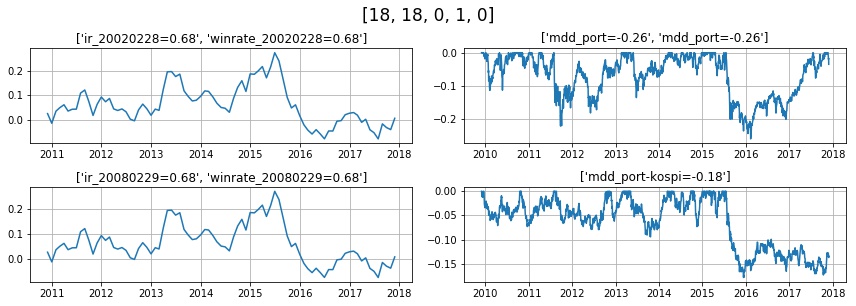 [18, 18, 0, 1, 0]
['ir_20020228=0.68', 'winrate_20020228=0.68']
0.2
0.1
0.0
2011 2012 2013 2014 2015 2016 2017 2018
['mdd_port=-0.26', 'mdd_port=-0.26']
0.0
−0.1
−0.2
2010 2011 2012 2013 2014 2015 2016 2017 2018
['ir_20080229=0.68', 'winrate_20080229=0.68']
0.2
0.1
0.0
2011 2012 2013 2014 2015 2016 2017 2018
['mdd_port-kospi=-0.18']
0.00
−0.05
−0.10
−0.15
2010 2011 2012 2013 2014 2015 2016 2017 2018